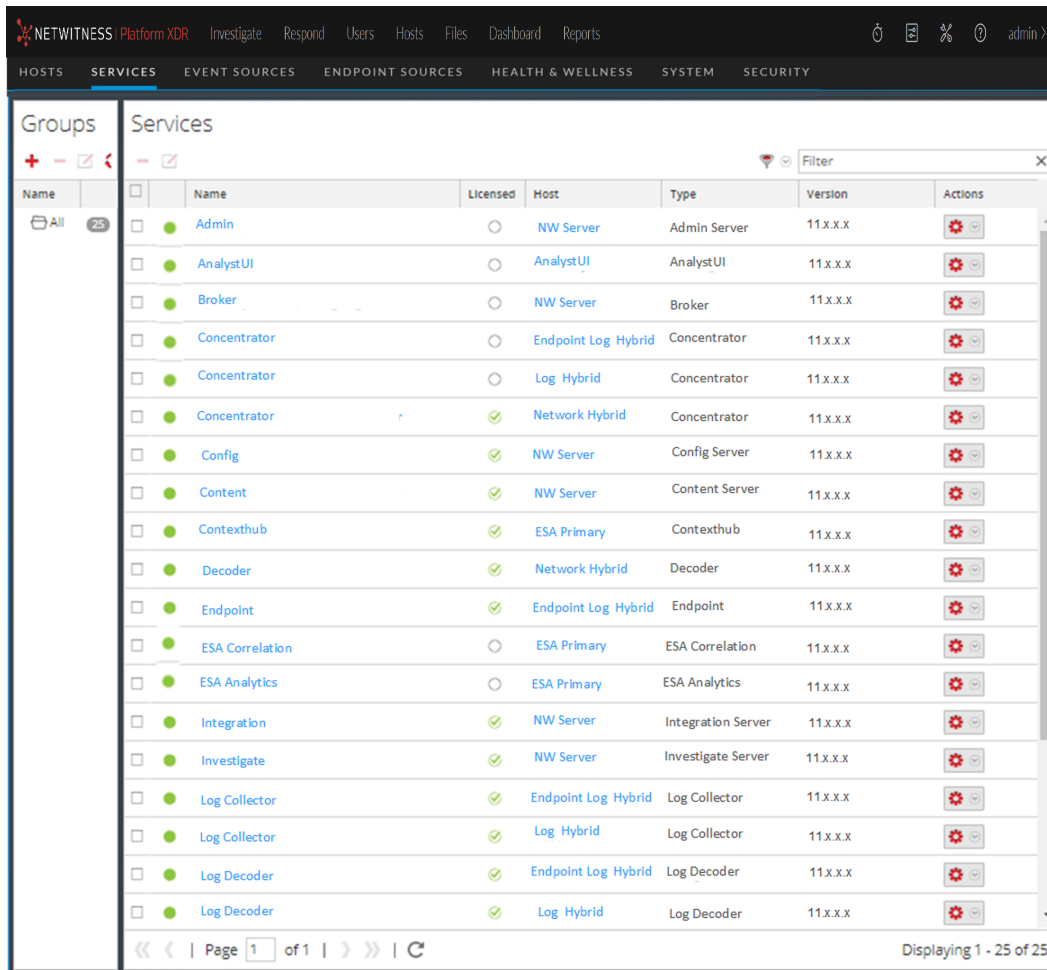 NETWITNESS | Platform XDR Investigate Respond Users Hosts Files Dashboard Reports admin
HOSTS SERVICES EVENT SOURCES ENDPOINT SOURCES HEALTH & WELLNESS SYSTEM SECURITY
Groups Services
Filter
Name Name Licensed Host Type Version Actions
All 25 Admin NW Server Admin Server 11.x.x.x
AnalystUI AnalystUI AnalystUI 11.x.x.x
Broker NW Server Broker 11.x.x.x
Concentrator Endpoint Log Hybrid Concentrator 11.x.x.x
Concentrator Log Hybrid Concentrator 11.x.x.x
Concentrator Network Hybrid Concentrator 11.x.x.x
Config NW Server Config Server 11.x.x.x
Content NW Server Content Server 11.x.x.x
Contexthub ESA Primary Contexthub 11.x.x.x
Decoder Network Hybrid Decoder 11.x.x.x
Endpoint Endpoint Log Hybrid Endpoint 11.x.x.x
ESA Correlation ESA Primary ESA Correlation 11.x.x.x
ESA Analytics ESA Primary ESA Analytics 11.x.x.x
Integration NW Server Integration Server 11.x.x.x
Investigate NW Server Investigate Server 11.x.x.x
Log Collector Endpoint Log Hybrid Log Collector 11.x.x.x
Log Collector Log Hybrid Log Collector 11.x.x.x
Log Decoder Endpoint Log Hybrid Log Decoder 11.x.x.x
Log Decoder Log Hybrid Log Decoder 11.x.x.x
| Page 1 of 1 | | Displaying 1 - 25 of 25